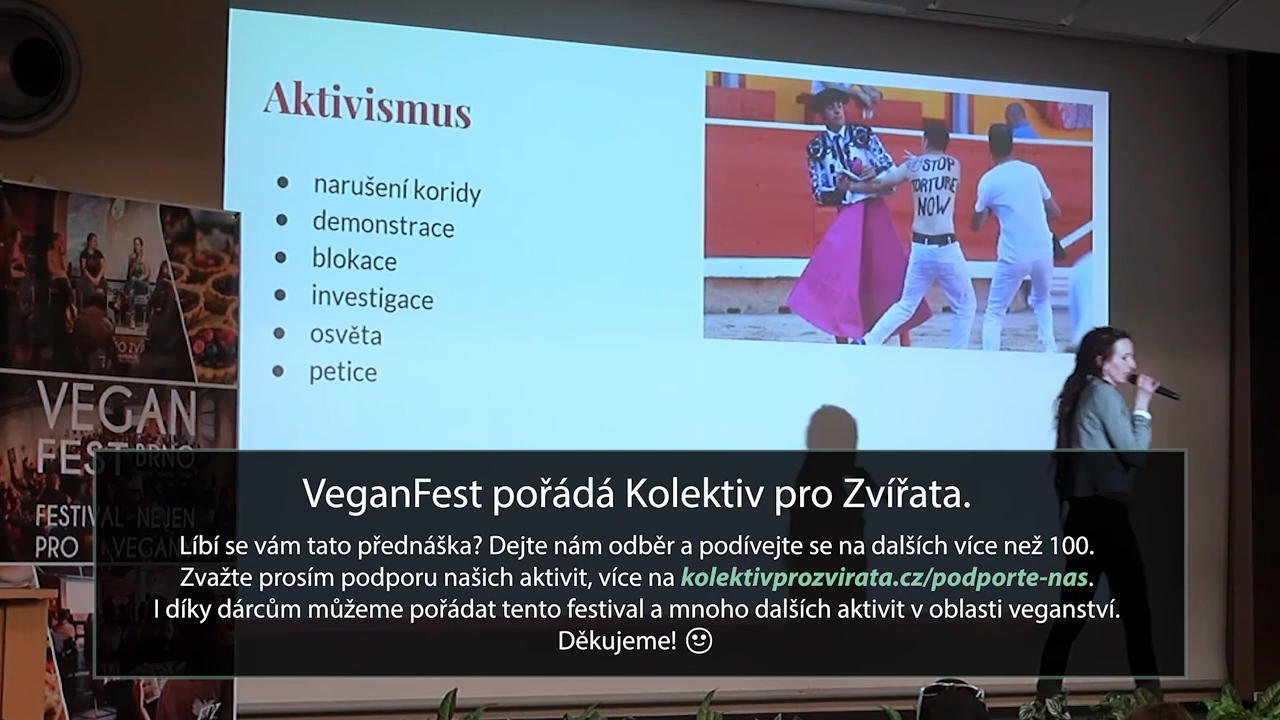 Aktivismus
narušení koridy
demonstrace
blokace
investigace
osvěta
petice
STOP
TORTURE
NOW
VEGAN
FEST BRNO
FESTIVAL NEJEN
PRO VEGANY
VeganFest pořádá Kolektiv pro Zvířata.
Líbí se vám tato přednáška? Dejte nám odběr a podívejte se na dalších více než 100.
Zvažte prosím podporu našich aktivit, více na kolektivprozvirata.cz/podporte-nas.
I díky dárcům můžeme pořádat tento festival a mnoho dalších aktivit v oblasti veganství.
Děkujeme!